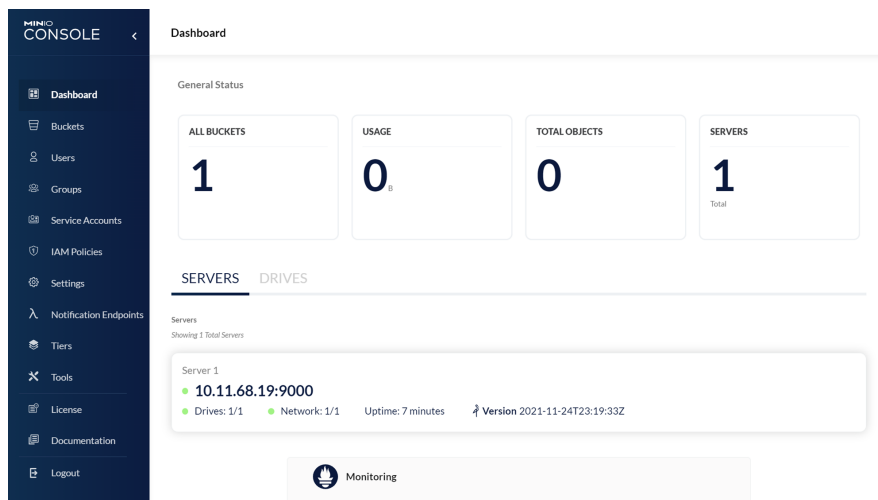 MINIO
CONSOLE
Dashboard
Dashboard
Buckets
Users
Groups
Service Accounts
IAM Policies
Settings
Notification Endpoints
Tiers
Tools
License
Documentation
Logout
General Status
ALL BUCKETS
1
USAGE
0 B
TOTAL OBJECTS
0
SERVERS
1
Total
SERVERS DRIVES
Servers
Showing 1 Total Servers
Server 1
10.11.68.19:9000
Drives: 1/1 Network: 1/1 Uptime: 7 minutes Version 2021-11-24T23:19:33Z
Monitoring